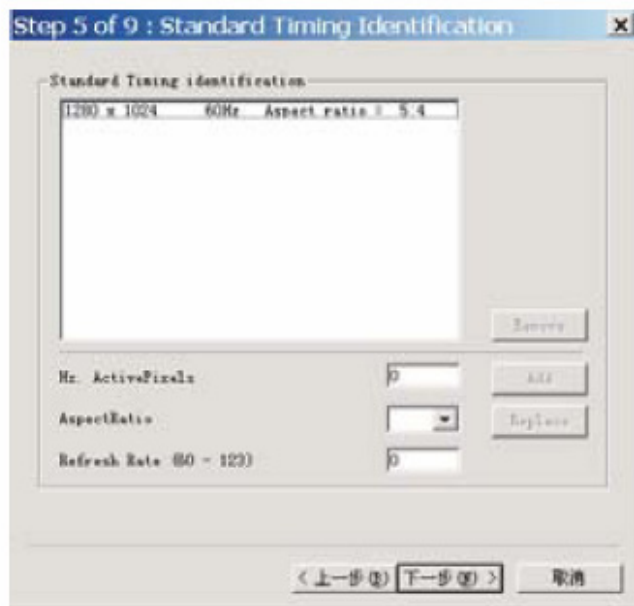 Step 5 of 9 : Standard Timing Identification
Standard Timing identification
1280 x 1024 60Hz Aspect ratio : 5:4
Remove
Hz. ActivePixels
0
Add
AspectRatio
Replace
Refresh Rate (60 - 123)
0
< 上一步(B) 下一步(N) > 取消